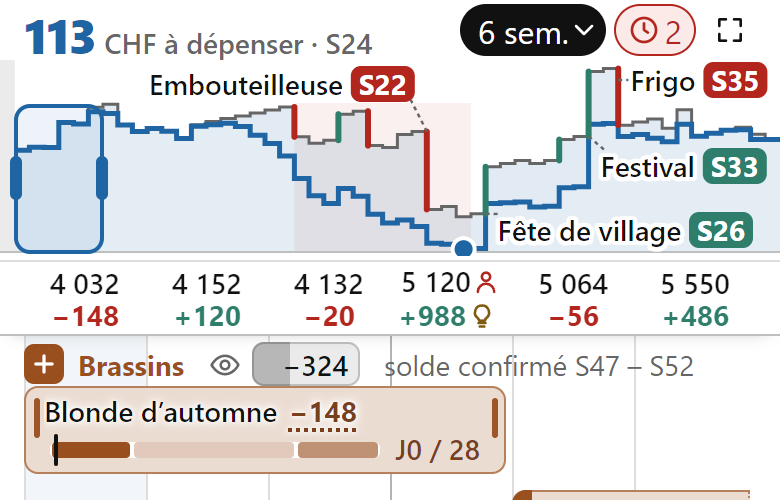 113 CHF à dépenser · S24
6 sem.
2
Embouteilleuse S22
Frigo S35
Festival S33
Fête de village S26
4 032 4 152 4 132 5 120 5 064 5 550
−148 +120 −20 +988 −56 +486
+ Brassins −324 solde confirmé S47 – S52
Blonde d’automne −148
J0 / 28